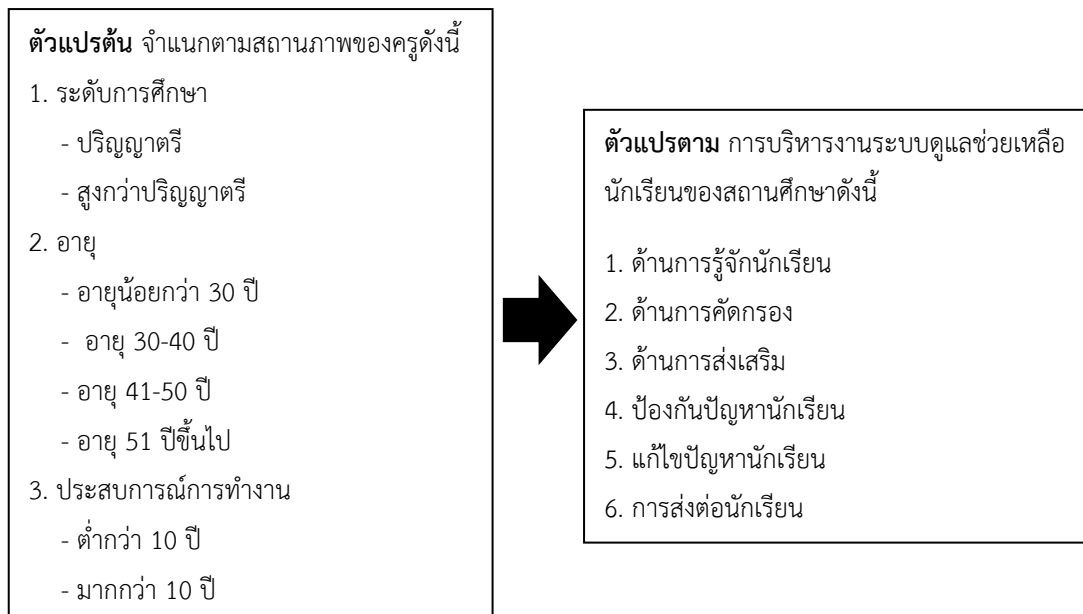 ตัวแปรต้น จำแนกตามสถานภาพของครูดังนี้
1. ระดับการศึกษา
- ปริญญาตรี
- สูงกว่าปริญญาตรี
2. อายุ
- อายุน้อยกว่า 30 ปี
- อายุ 30-40 ปี
- อายุ 41-50 ปี
- อายุ 51 ปีขึ้นไป
3. ประสบการณ์การทำงาน
- ต่ำกว่า 10 ปี
- มากกว่า 10 ปี
ตัวแปรตาม การบริหารงานระบบดูแลช่วยเหลือ
นักเรียนของสถานศึกษาดังนี้
1. ด้านการรู้จักนักเรียน
2. ด้านการคัดกรอง
3. ด้านการส่งเสริม
4. ป้องกันปัญหานักเรียน
5. แก้ไขปัญหานักเรียน
6. การส่งต่อนักเรียน